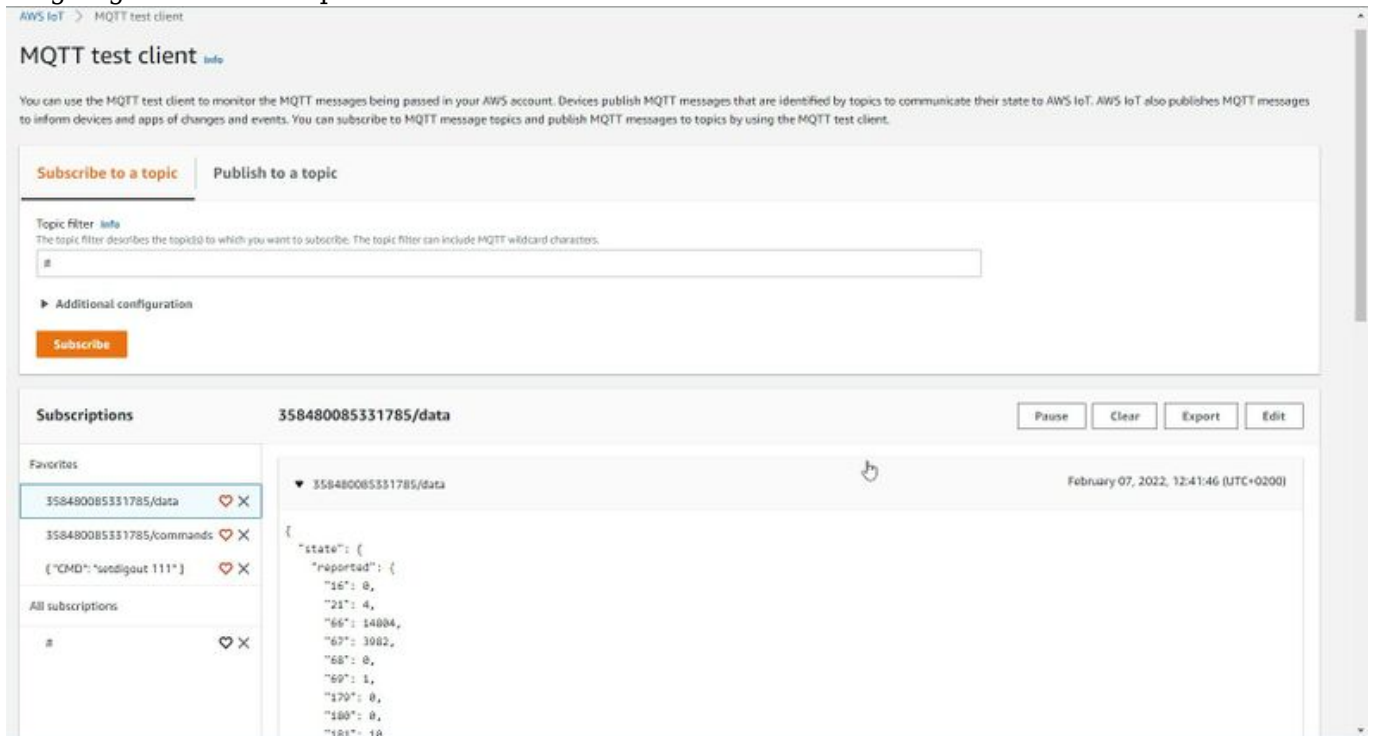 AWS IoT > MQTT test client
MQTT test client Info
You can use the MQTT test client to monitor the MQTT messages being passed in your AWS account. Devices publish MQTT messages that are identified by topics to communicate their state to AWS IoT. AWS IoT also publishes MQTT messages
to inform devices and apps of changes and events. You can subscribe to MQTT message topics and publish MQTT messages to topics by using the MQTT test client.
Subscribe to a topic Publish to a topic
Topic filter Info
The topic filter describes the topic(s) to which you want to subscribe. The topic filter can include MQTT wildcard characters.
#
Additional configuration
Subscribe
Subscriptions 358480085331785/data Pause Clear Export Edit
Favorites
358480085331785/data
358480085331785/commands
{"CMD": "setdigout 111"}
All subscriptions
#
358480085331785/data February 07, 2022, 12:41:46 (UTC+0200)
{
"state": {
"reported": {
"16": 0,
"21": 4,
"66": 14804,
"67": 3982,
"68": 0,
"69": 1,
"179": 0,
"180": 0,
"181": 10